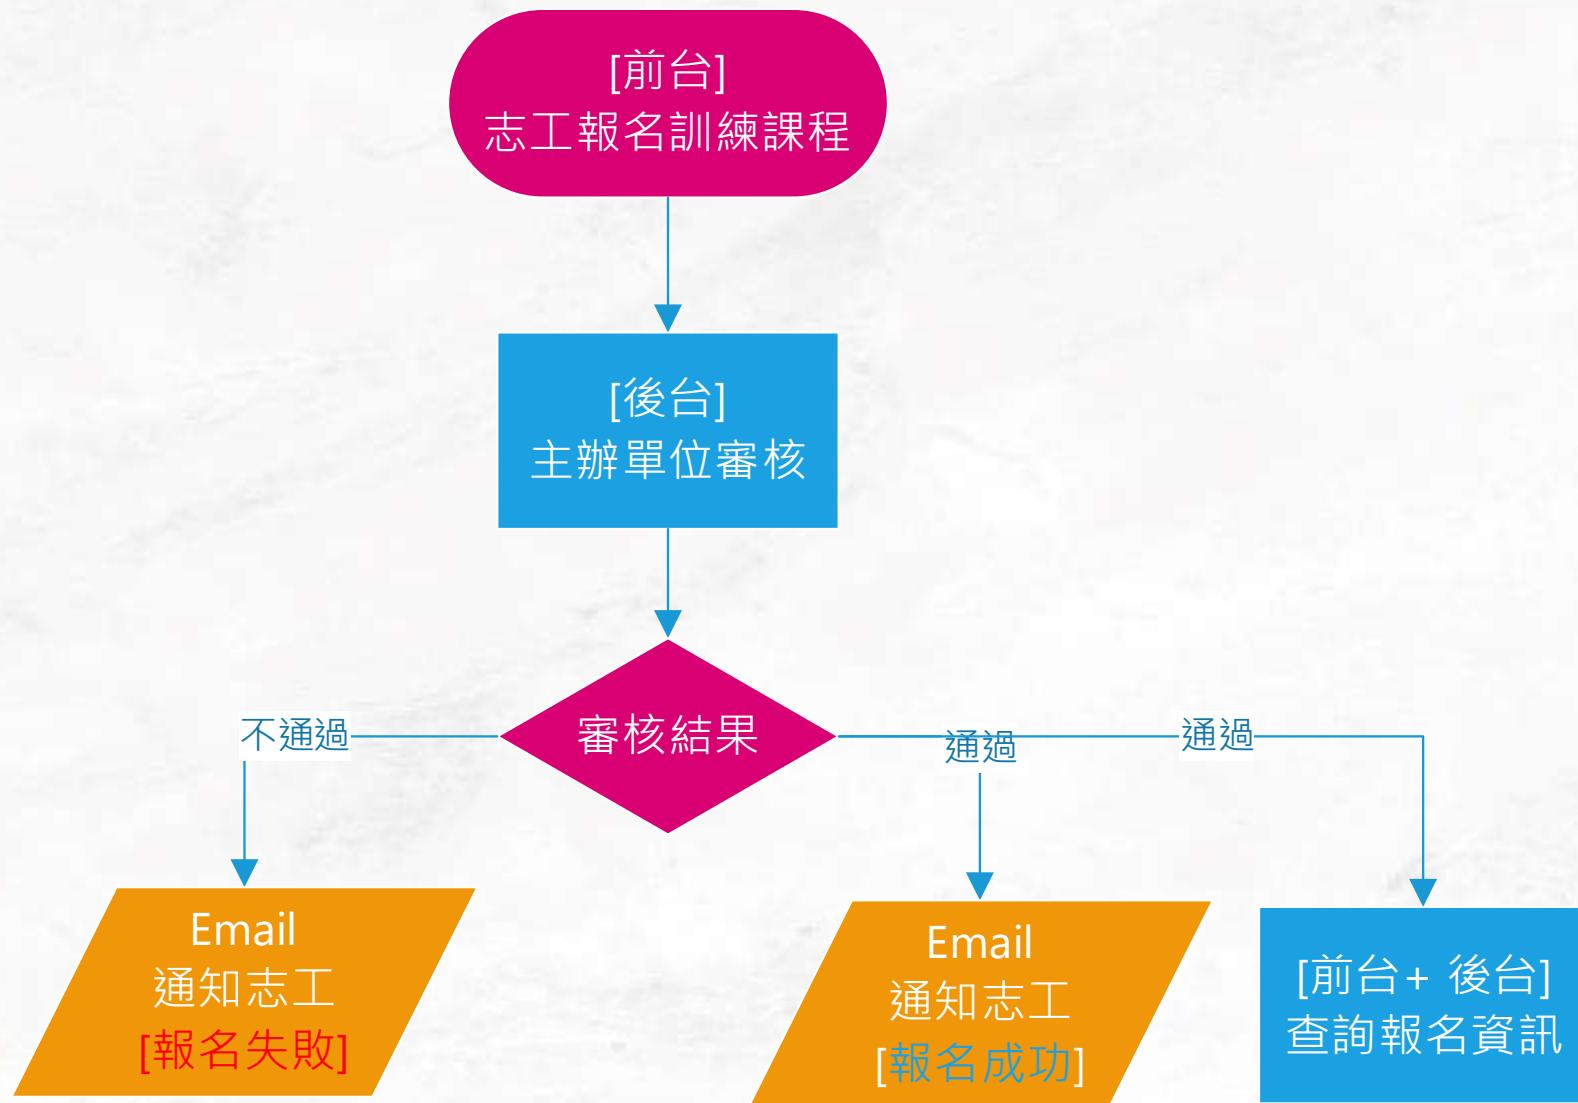 [前台]
志工報名訓練課程
[後台]
主辦單位審核
審核結果
不通過
通過
通過
Email
通知志工
[報名失敗]
Email
通知志工
[報名成功]
[前台+ 後台]
查詢報名資訊